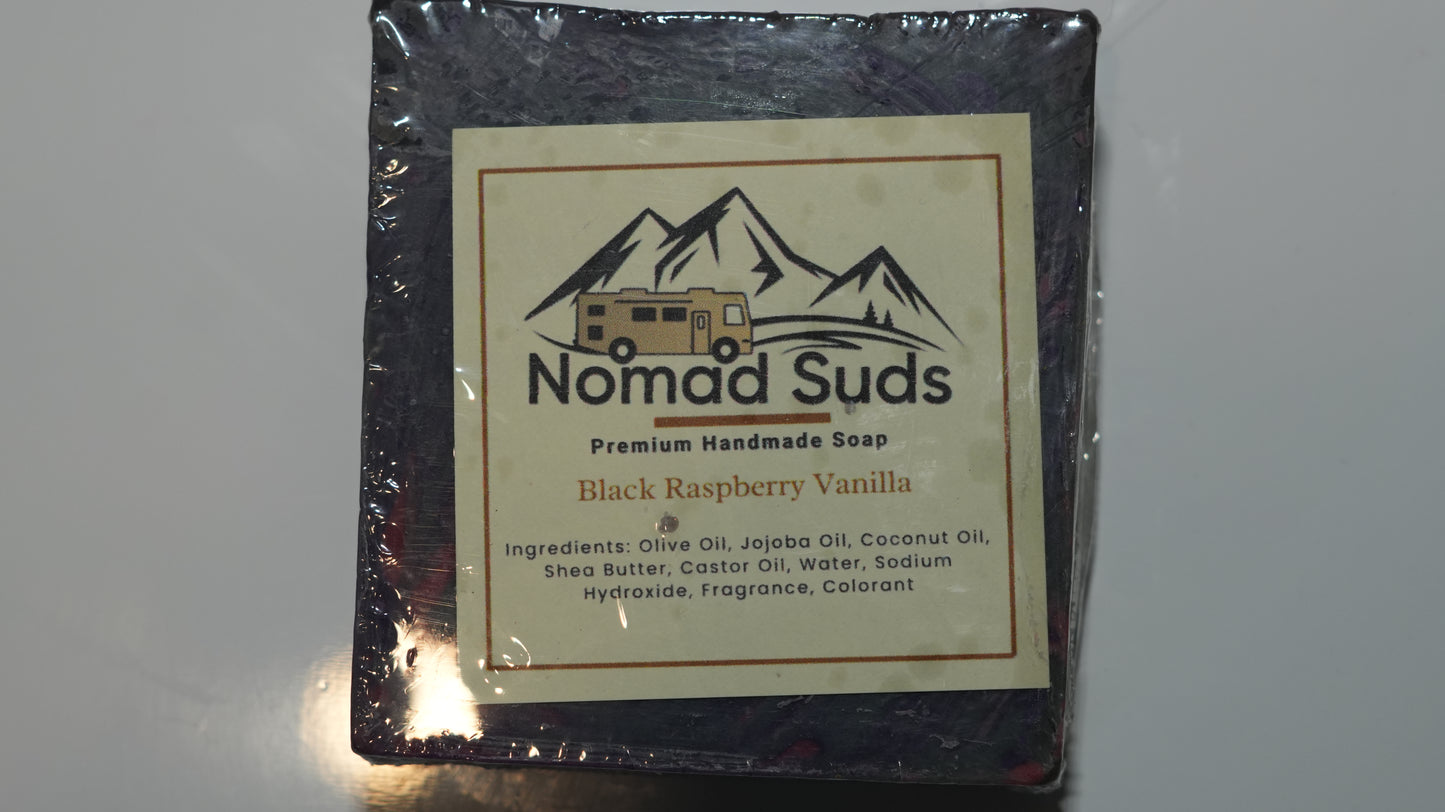 Nomad Suds
Premium Handmade Soap
Black Raspberry Vanilla
Ingredients: Olive Oil, Jojoba Oil, Coconut Oil,
Shea Butter, Castor Oil, Water, Sodium
Hydroxide, Fragrance, Colorant